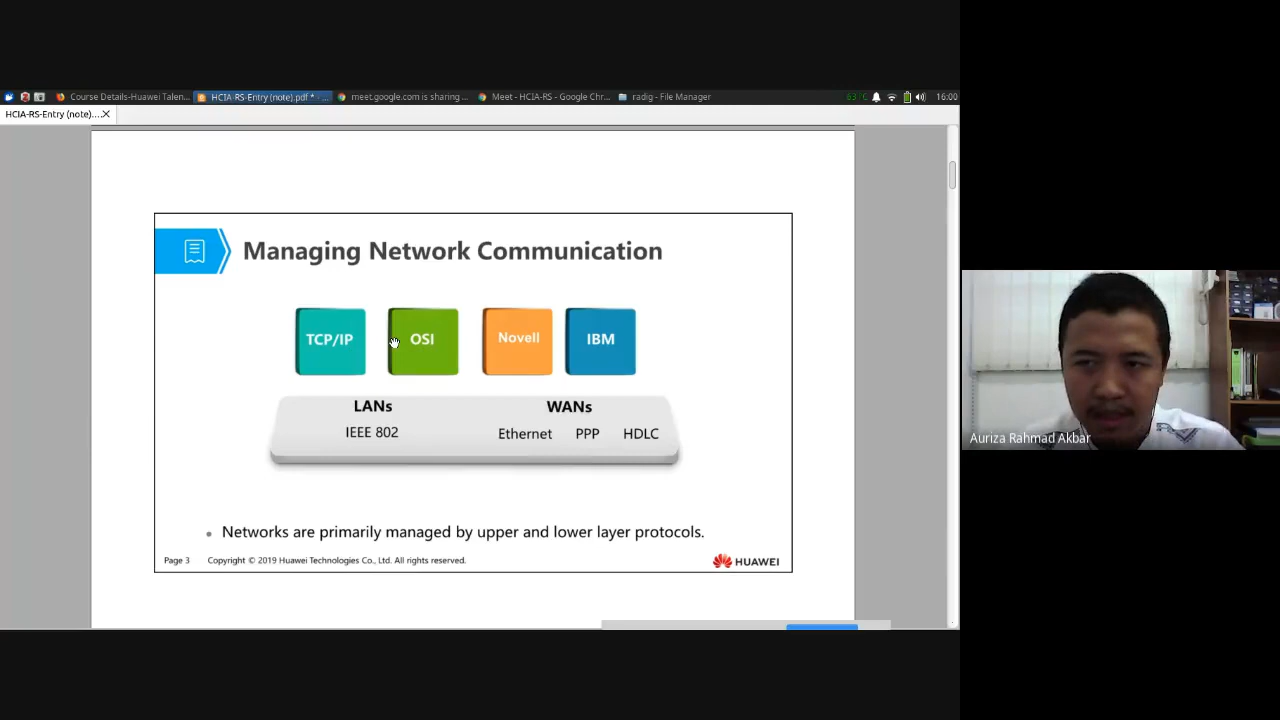 Course Details-Huawei Talen... HCIA-RS-Entry (note).pdf * -... meet.google.com is sharing ... Meet - HCIA-RS - Google Chr... radig - File Manager 63°C 16:00
HCIA-RS-Entry (note)....
Managing Network Communication
TCP/IP OSI Novell IBM
LANs WANs
IEEE 802 Ethernet PPP HDLC
Auriza Rahmad Akbar
• Networks are primarily managed by upper and lower layer protocols.
Page 3 Copyright © 2019 Huawei Technologies Co., Ltd. All rights reserved. HUAWEI